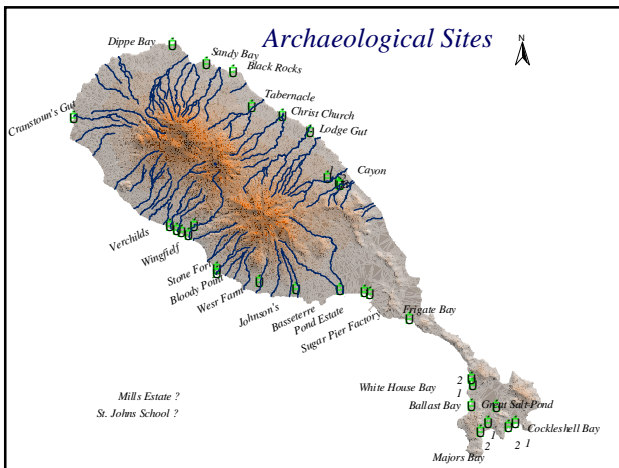 Archaeological Sites
N
Dippe Bay
Sandy Bay
Black Rocks
Tabernacle
Christ Church
Cranstoun's Gut
Lodge Gut
Cayon
Verchilds
Wingfielf
Stone Fort
Bloody Point
Wesr Farm
Johnson's
Basseterre
Pond Estate
Sugar Pier Factory
Frigate Bay
White House Bay
2
1
Mills Estate ?
St. Johns School ?
Ballast Bay
Great Salt-Pond
Cockleshell Bay
1
2
2
1
Majors Bay